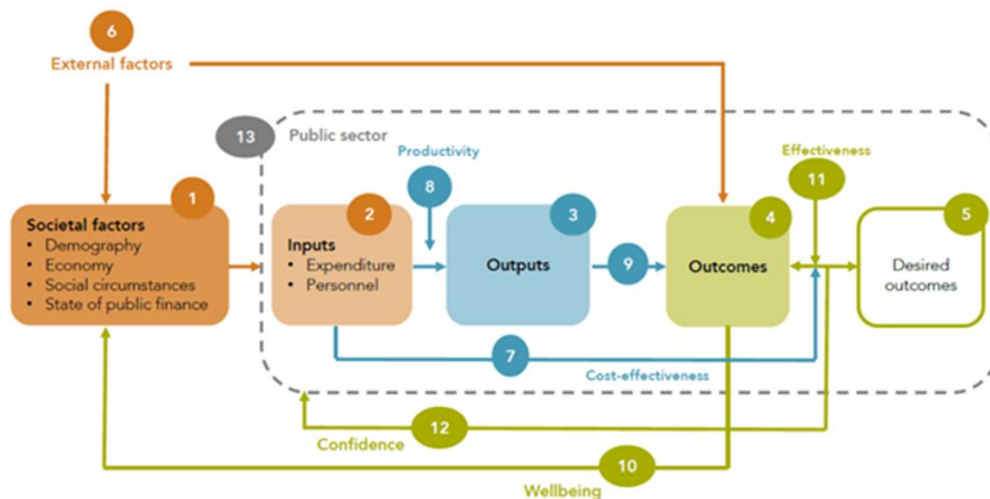 6
External factors
13
Public sector
Productivity
Effectiveness
8
11
1
Societal factors
• Demography
• Economy
• Social circumstances
• State of public finance
2
Inputs
• Expenditure
• Personnel
3
Outputs
9
4
Outcomes
5
Desired
outcomes
7
Cost-effectiveness
12
Confidence
10
Wellbeing